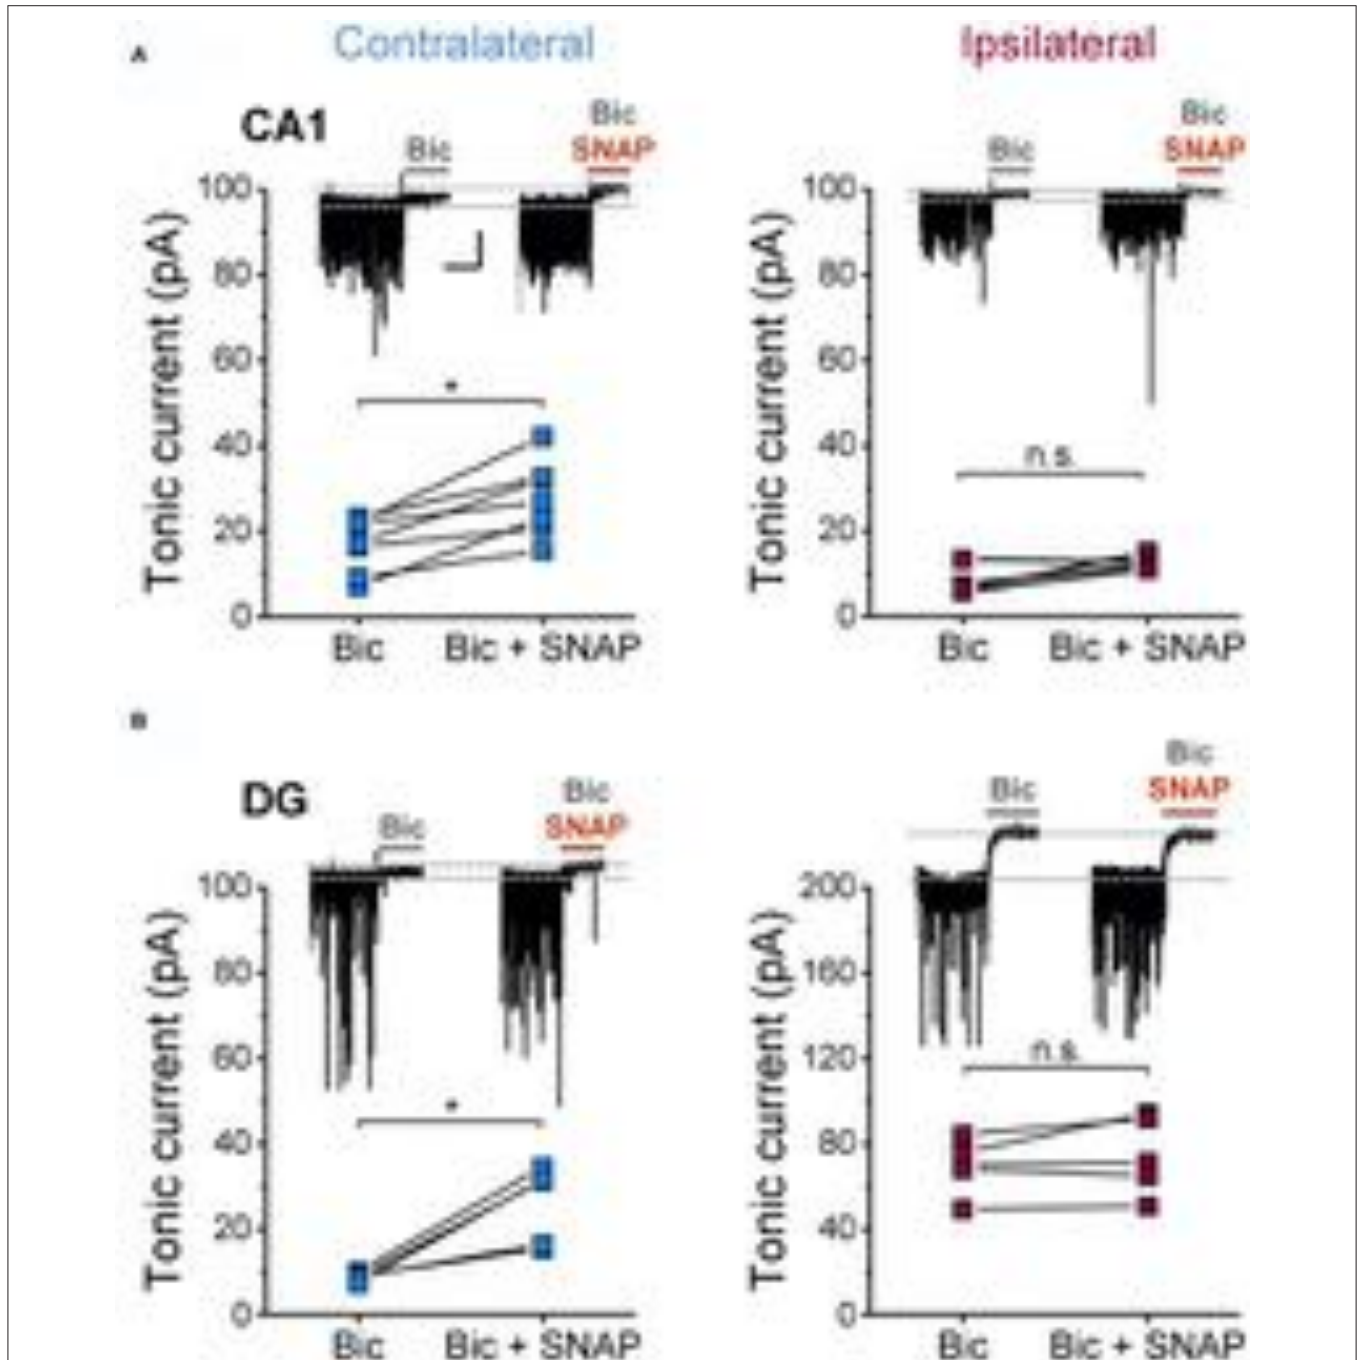 A
Contralateral
Ipsilateral
CA1
Bic
Bic
SNAP
Bic
Bic
SNAP
Tonic current (pA)
100
80
60
40
20
0
*
Bic
Bic + SNAP
Tonic current (pA)
100
80
60
40
20
0
n.s.
Bic
Bic + SNAP
B
DG
Bic
Bic
SNAP
Bic
Bic
SNAP
Tonic current (pA)
100
80
60
40
20
0
*
Bic
Bic + SNAP
Tonic current (pA)
200
160
120
80
40
0
n.s.
Bic
Bic + SNAP